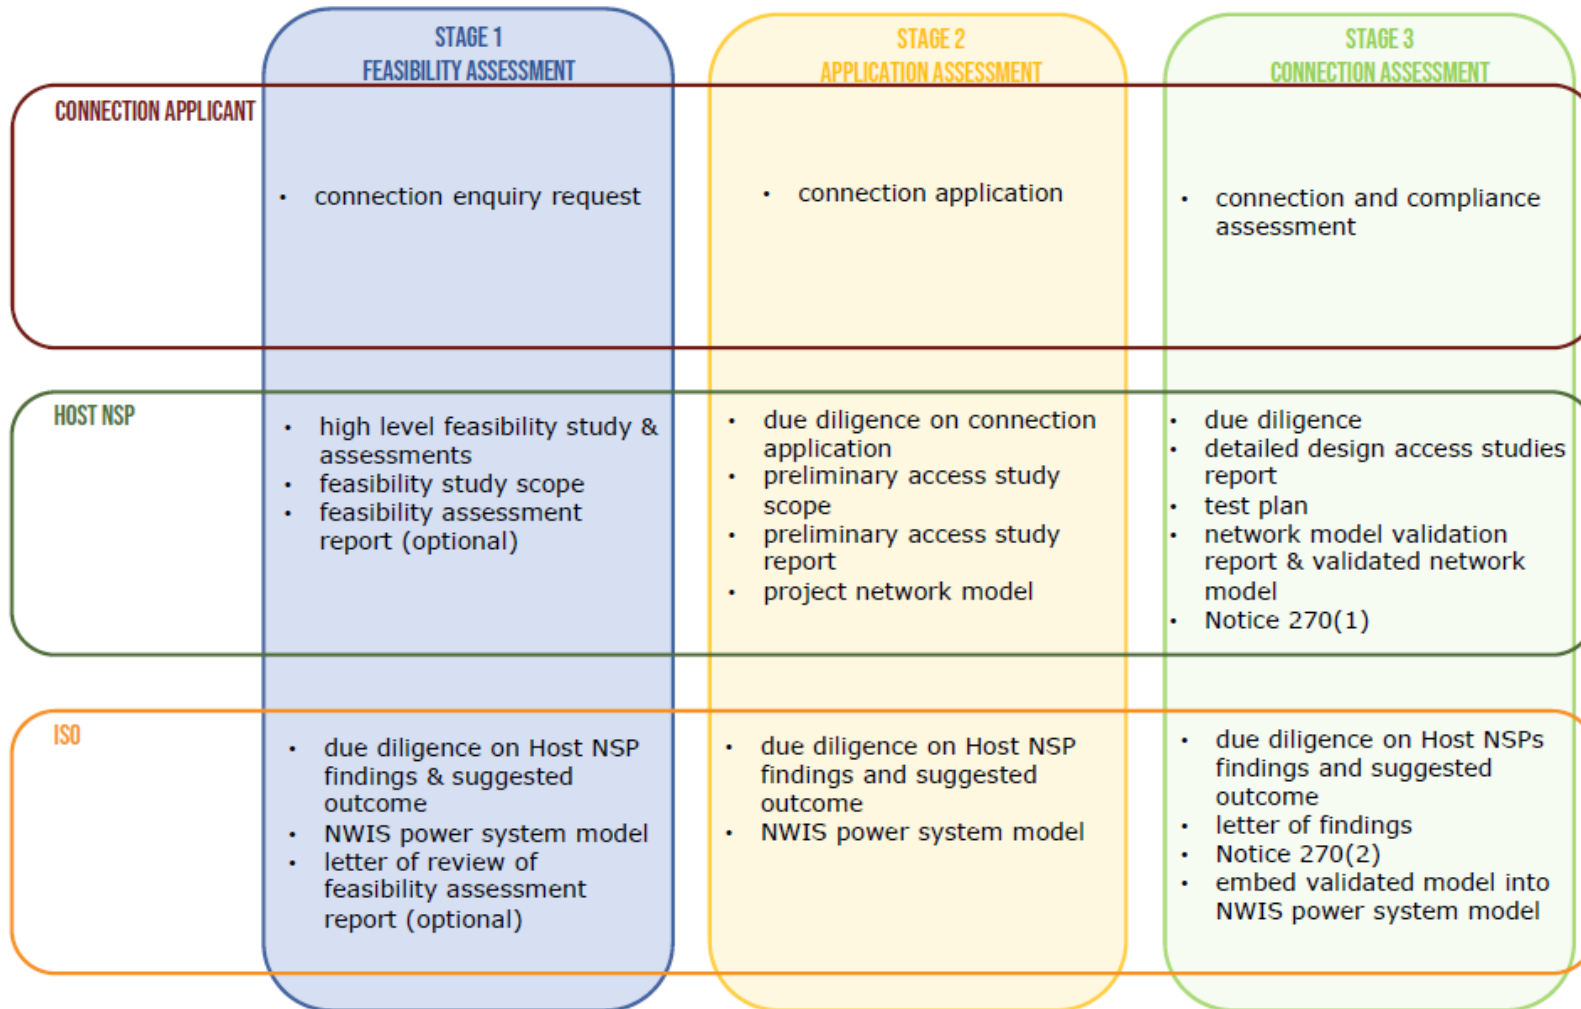 STAGE 1
FEASIBILITY ASSESSMENT
STAGE 2
APPLICATION ASSESSMENT
STAGE 3
CONNECTION ASSESSMENT
CONNECTION APPLICANT
• connection enquiry request
• connection application
• connection and compliance
assessment
HOST NSP
• high level feasibility study &
assessments
• feasibility study scope
• feasibility assessment
report (optional)
• due diligence on connection
application
• preliminary access study
scope
• preliminary access study
report
• project network model
• due diligence
• detailed design access studies
report
• test plan
• network model validation
report & validated network
model
• Notice 270(1)
ISO
• due diligence on Host NSP
findings & suggested
outcome
• NWIS power system model
• letter of review of
feasibility assessment
report (optional)
• due diligence on Host NSP
findings and suggested
outcome
• NWIS power system model
• due diligence on Host NSPs
findings and suggested
outcome
• letter of findings
• Notice 270(2)
• embed validated model into
NWIS power system model